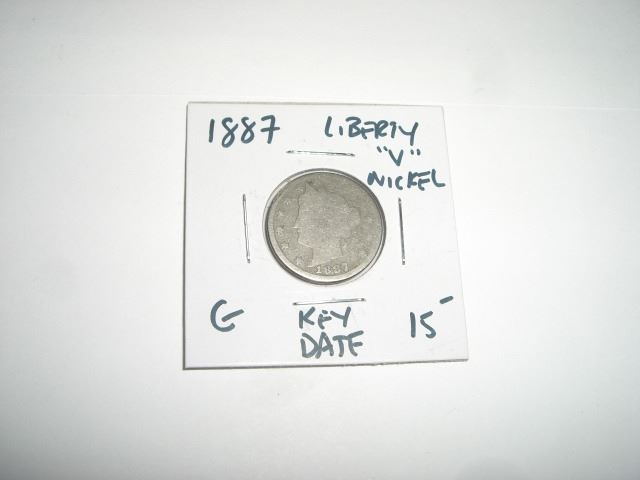 1887 LIBERTY
"V"
NICKEL
1887
G KEY 15-
DATE